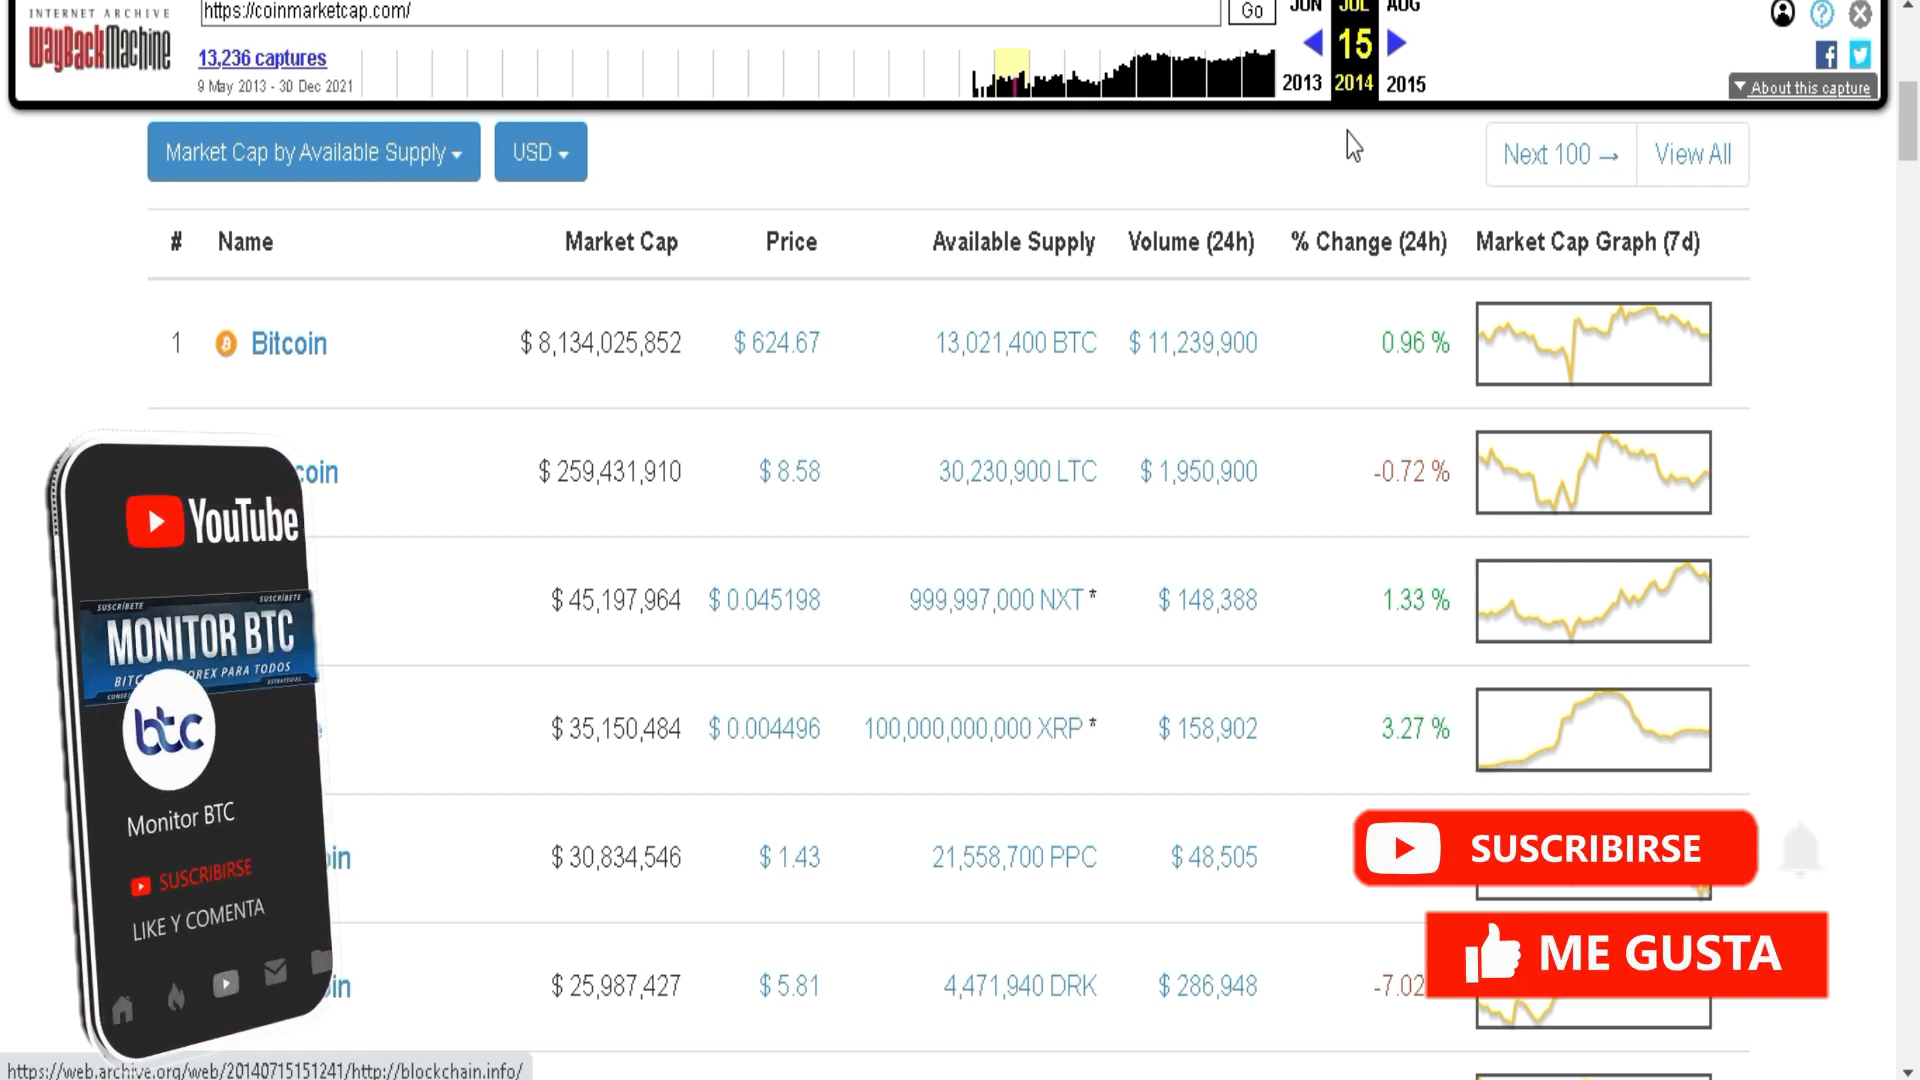 INTERNET ARCHIVE
WayBackMachine
https://coinmarketcap.com/
Go
JUN JUL AUG
13,236 captures
9 May 2013 - 30 Dec 2021
15
2013 2014 2015
About this capture
Market Cap by Available Supply
USD
Next 100 →
View All
# Name Market Cap Price Available Supply Volume (24h) % Change (24h) Market Cap Graph (7d)
1 Bitcoin $ 8,134,025,852 $ 624.67 13,021,400 BTC $ 11,239,900 0.96 %
coin $ 259,431,910 $ 8.58 30,230,900 LTC $ 1,950,900 -0.72 %
$ 45,197,964 $ 0.045198 999,997,000 NXT * $ 148,388 1.33 %
$ 35,150,484 $ 0.004496 100,000,000,000 XRP * $ 158,902 3.27 %
in $ 30,834,546 $ 1.43 21,558,700 PPC $ 48,505
in $ 25,987,427 $ 5.81 4,471,940 DRK $ 286,948 -7.02
YouTube
SUSCRÍBETE SUSCRÍBETE
MONITOR BTC
BITC OREX PARA TODOS
CONSE ESTRATEGIAS
btc
Monitor BTC
SUSCRIBIRSE
LIKE Y COMENTA
SUSCRIBIRSE
ME GUSTA
https://web.archive.org/web/20140715151241/http://blockchain.info/